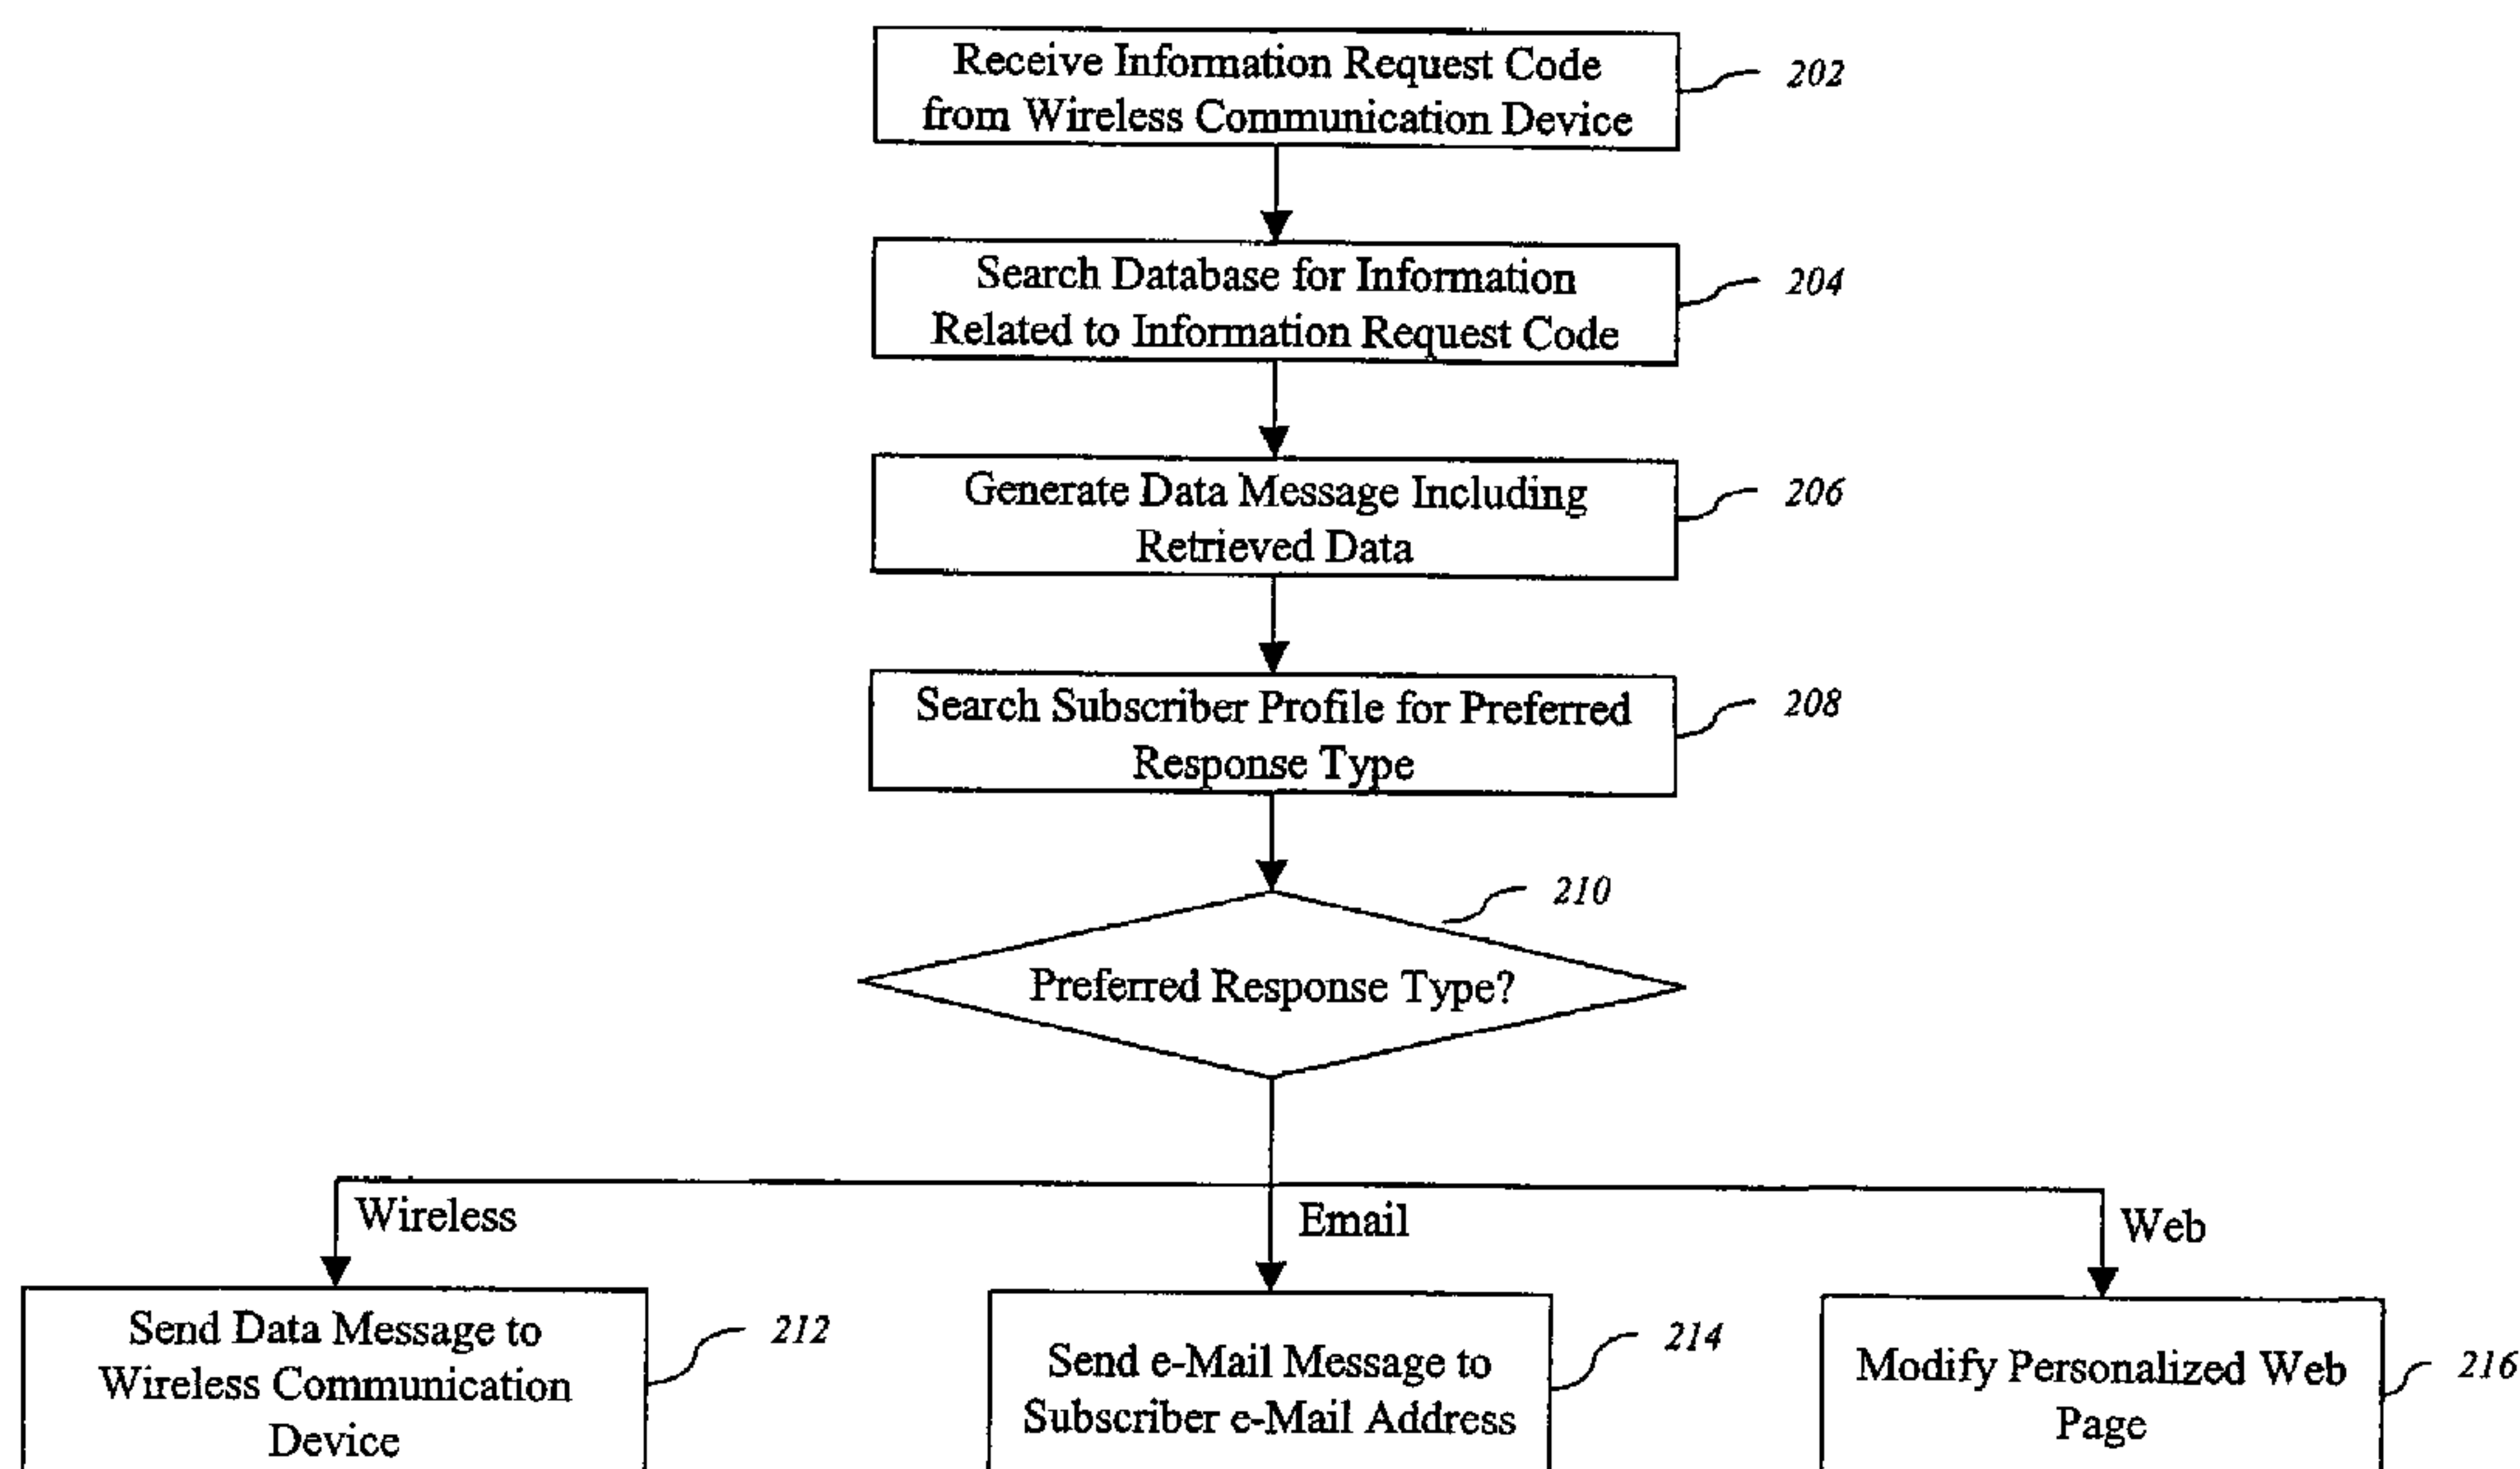 Receive Information Request Code
from Wireless Communication Device
202
Search Database for Information
Related to Information Request Code
204
Generate Data Message Including
Retrieved Data
206
Search Subscriber Profile for Preferred
Response Type
208
210
Preferred Response Type?
Wireless
Email
Web
Send Data Message to
Wireless Communication
Device
212
Send e-Mail Message to
Subscriber e-Mail Address
214
Modify Personalized Web
Page
216